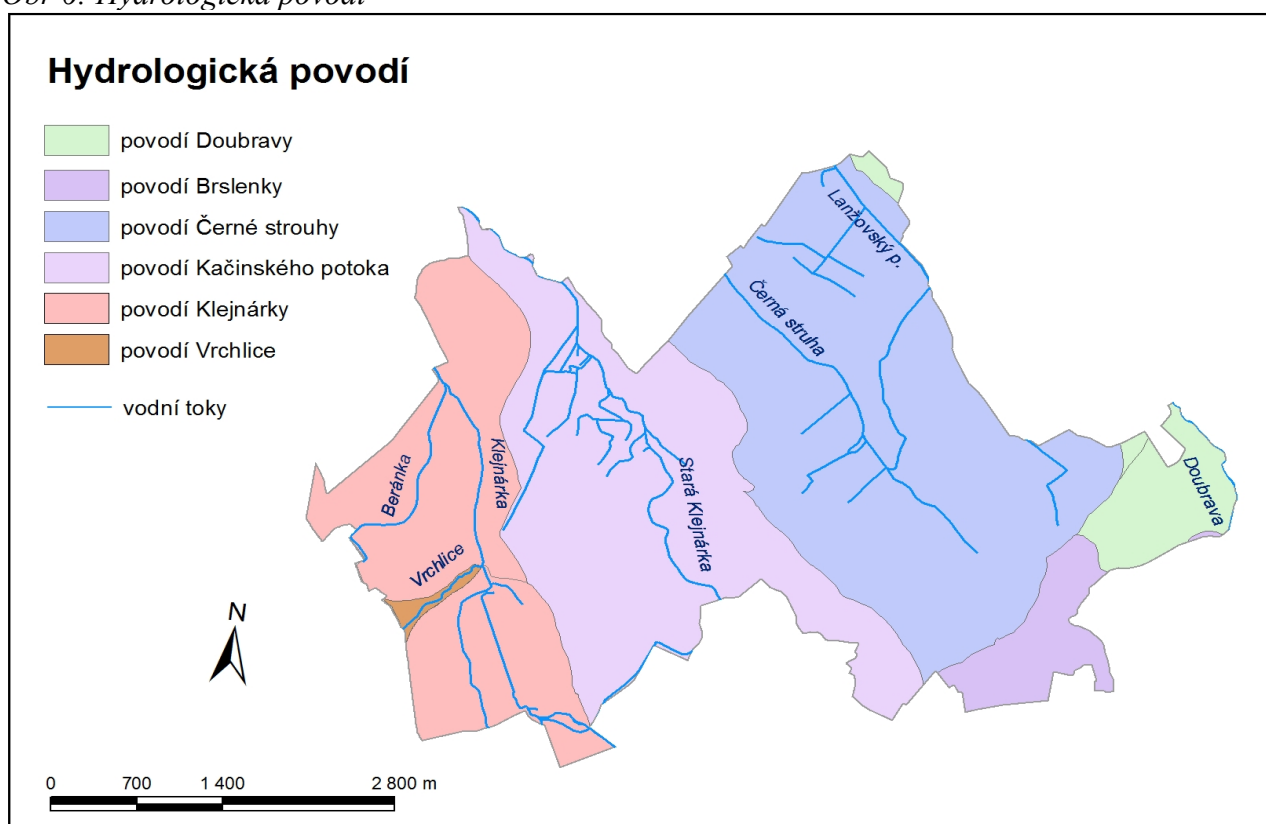 Obr 6: Hydrologická povodí
Hydrologická povodí
povodí Doubravy
povodí Brslenky
povodí Černé strouhy
povodí Kačinského potoka
povodí Klejnárky
povodí Vrchlice
vodní toky
Lanžovský p.
Černá struha
Beránka
Klejnárka
Stará Klejnárka
Doubrava
Vrchlice
N
0 700 1 400 2 800 m